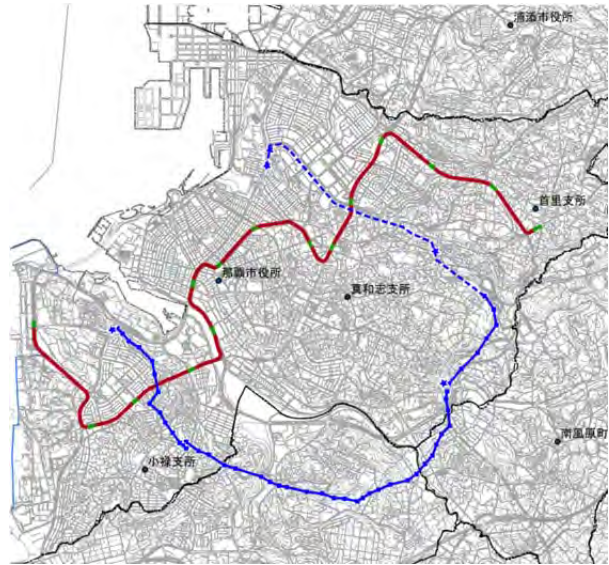 浦添市役所
首里支所
那覇市役所
真和志支所
南風原町
小禄支所